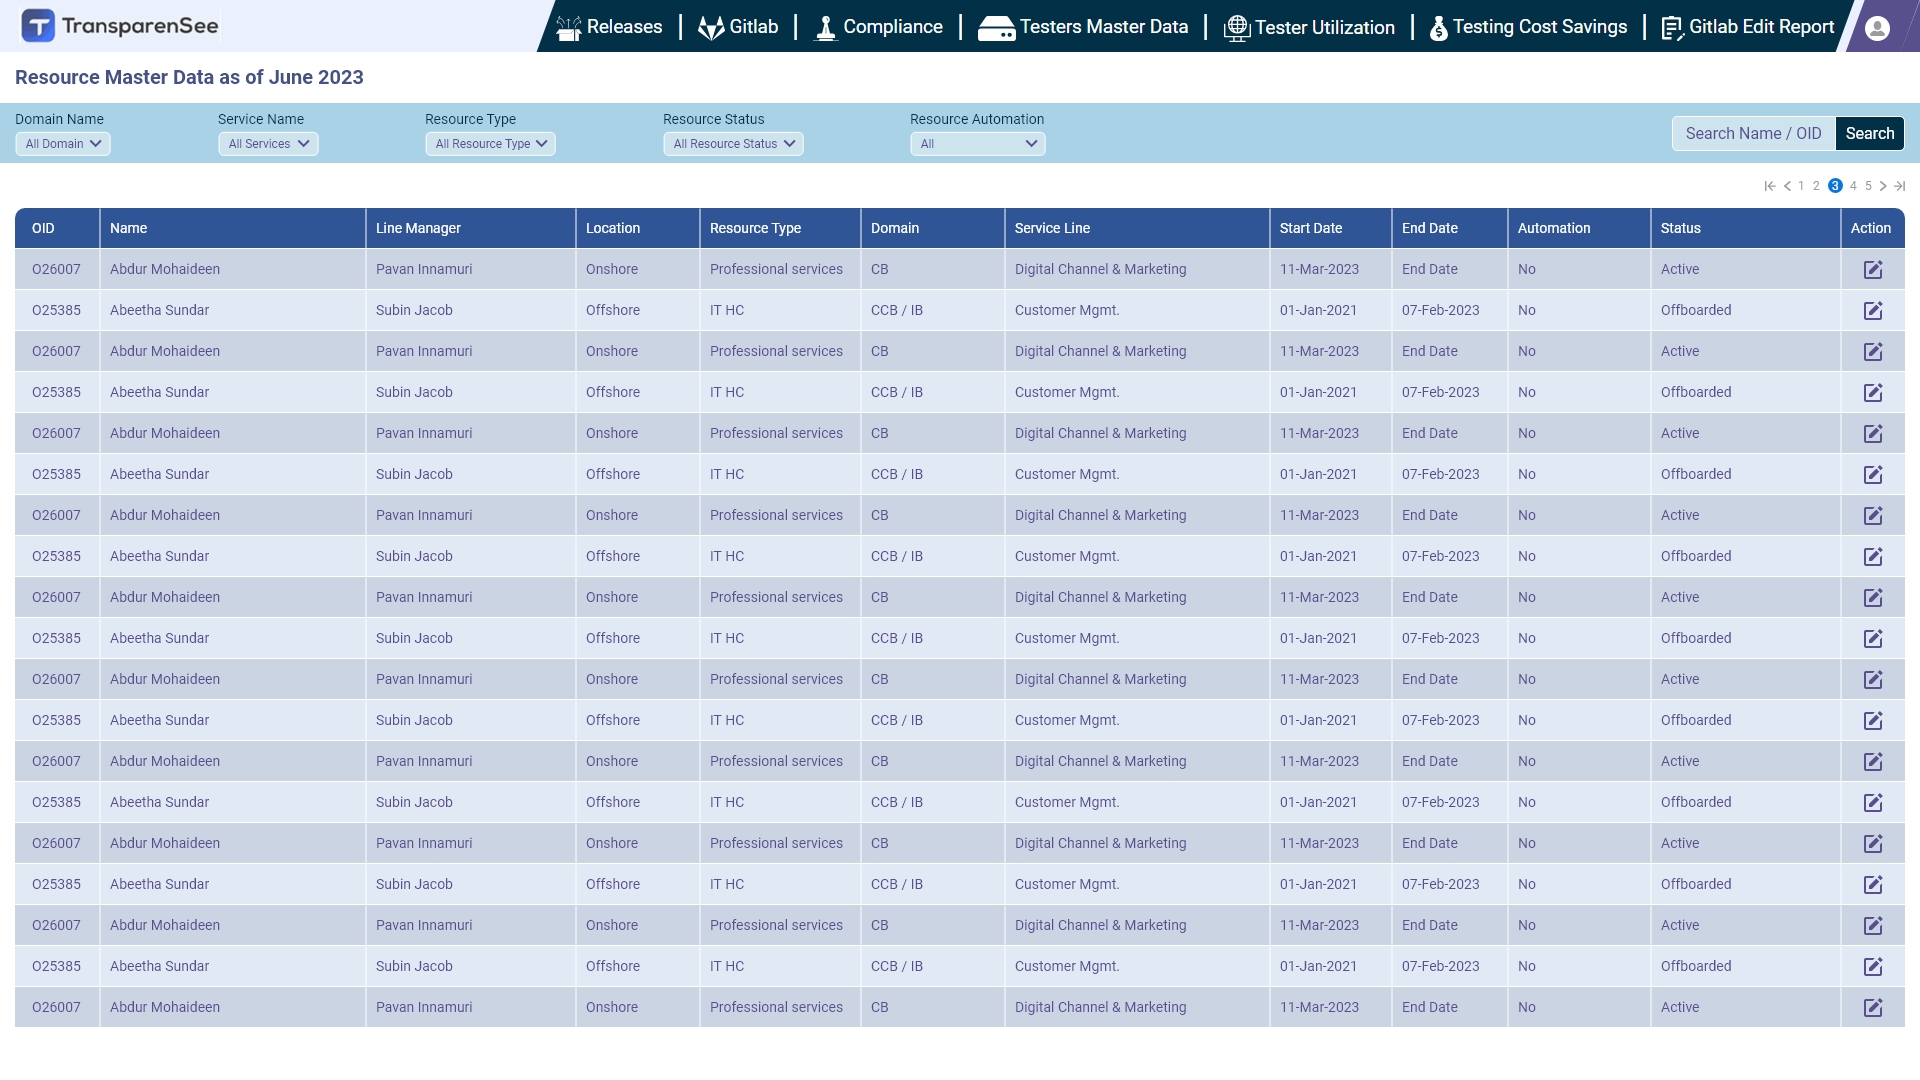 TransparenSee
Releases | Gitlab | Compliance | Testers Master Data | Tester Utilization | Testing Cost Savings | Gitlab Edit Report
Resource Master Data as of June 2023
Domain Name Service Name Resource Type Resource Status Resource Automation
All Domain All Services All Resource Type All Resource Status All Search Name / OID Search
1 2 3 4 5
OID Name Line Manager Location Resource Type Domain Service Line Start Date End Date Automation Status Action
O26007 Abdur Mohaideen Pavan Innamuri Onshore Professional services CB Digital Channel & Marketing 11-Mar-2023 End Date No Active
O25385 Abeetha Sundar Subin Jacob Offshore IT HC CCB / IB Customer Mgmt. 01-Jan-2021 07-Feb-2023 No Offboarded
O26007 Abdur Mohaideen Pavan Innamuri Onshore Professional services CB Digital Channel & Marketing 11-Mar-2023 End Date No Active
O25385 Abeetha Sundar Subin Jacob Offshore IT HC CCB / IB Customer Mgmt. 01-Jan-2021 07-Feb-2023 No Offboarded
O26007 Abdur Mohaideen Pavan Innamuri Onshore Professional services CB Digital Channel & Marketing 11-Mar-2023 End Date No Active
O25385 Abeetha Sundar Subin Jacob Offshore IT HC CCB / IB Customer Mgmt. 01-Jan-2021 07-Feb-2023 No Offboarded
O26007 Abdur Mohaideen Pavan Innamuri Onshore Professional services CB Digital Channel & Marketing 11-Mar-2023 End Date No Active
O25385 Abeetha Sundar Subin Jacob Offshore IT HC CCB / IB Customer Mgmt. 01-Jan-2021 07-Feb-2023 No Offboarded
O26007 Abdur Mohaideen Pavan Innamuri Onshore Professional services CB Digital Channel & Marketing 11-Mar-2023 End Date No Active
O25385 Abeetha Sundar Subin Jacob Offshore IT HC CCB / IB Customer Mgmt. 01-Jan-2021 07-Feb-2023 No Offboarded
O26007 Abdur Mohaideen Pavan Innamuri Onshore Professional services CB Digital Channel & Marketing 11-Mar-2023 End Date No Active
O25385 Abeetha Sundar Subin Jacob Offshore IT HC CCB / IB Customer Mgmt. 01-Jan-2021 07-Feb-2023 No Offboarded
O26007 Abdur Mohaideen Pavan Innamuri Onshore Professional services CB Digital Channel & Marketing 11-Mar-2023 End Date No Active
O25385 Abeetha Sundar Subin Jacob Offshore IT HC CCB / IB Customer Mgmt. 01-Jan-2021 07-Feb-2023 No Offboarded
O26007 Abdur Mohaideen Pavan Innamuri Onshore Professional services CB Digital Channel & Marketing 11-Mar-2023 End Date No Active
O25385 Abeetha Sundar Subin Jacob Offshore IT HC CCB / IB Customer Mgmt. 01-Jan-2021 07-Feb-2023 No Offboarded
O26007 Abdur Mohaideen Pavan Innamuri Onshore Professional services CB Digital Channel & Marketing 11-Mar-2023 End Date No Active
O25385 Abeetha Sundar Subin Jacob Offshore IT HC CCB / IB Customer Mgmt. 01-Jan-2021 07-Feb-2023 No Offboarded
O26007 Abdur Mohaideen Pavan Innamuri Onshore Professional services CB Digital Channel & Marketing 11-Mar-2023 End Date No Active